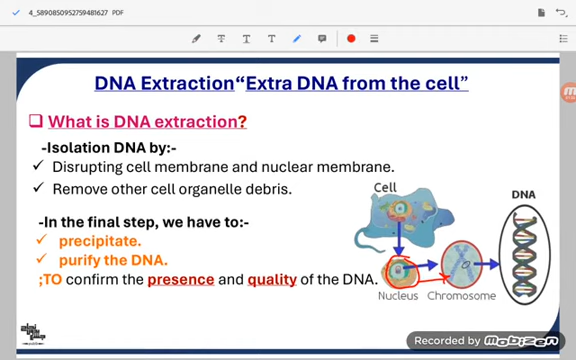 4_5890850952759481627 PDF
DNA Extraction“Extra DNA from the cell”
What is DNA extraction?
-Isolation DNA by:-
✓ Disrupting cell membrane and nuclear membrane.
✓ Remove other cell organelle debris.
-In the final step, we have to:-
✓ precipitate.
✓ purify the DNA.
;TO confirm the presence and quality of the DNA.
Cell
DNA
Nucleus
Chromosome
Recorded by Mobizen